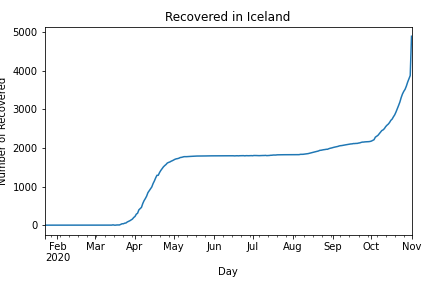 Recovered in Iceland
Number of Recovered
5000
4000
3000
2000
1000
0
Feb Mar Apr May Jun Jul Aug Sep Oct Nov
2020
Day